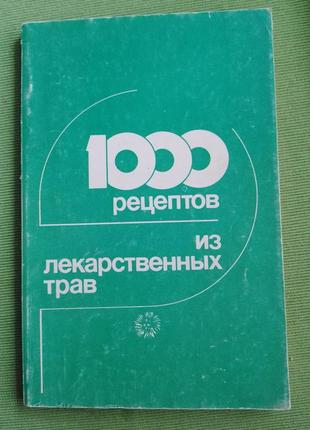 1000
рецептов
из
лекарственных
трав